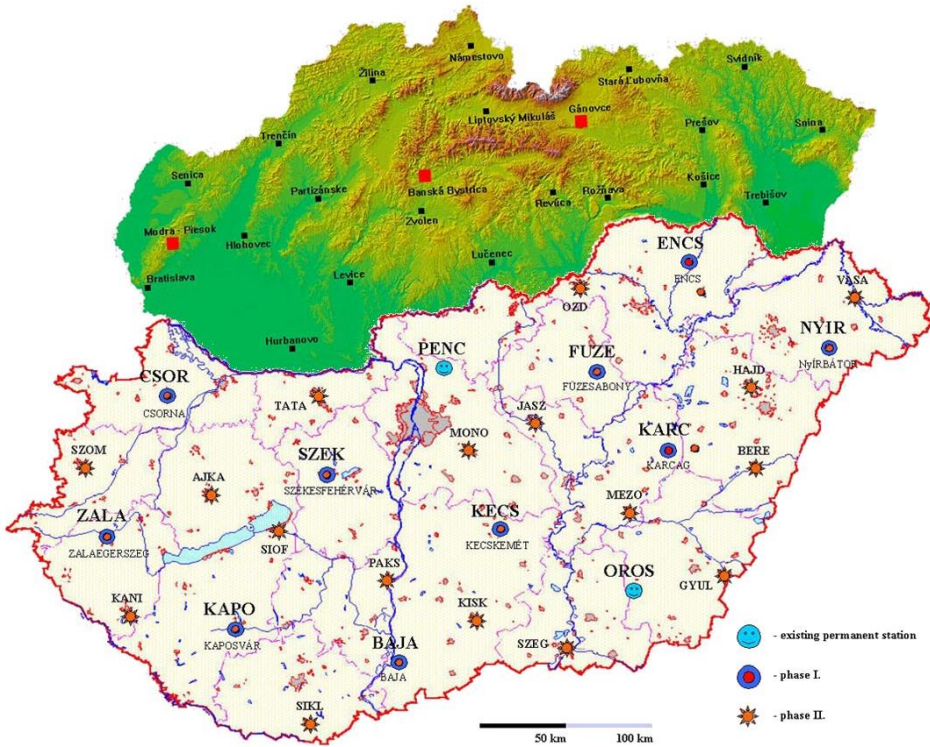 Námestovo
Svidník
Žilina
Stará Ľubovňa
Gánovce
Liptovský Mikuláš
Prešov
Snina
Trenčín
Senica
Partizánske
Banská Bystrica
Revúca
Rožňava
Košice
Trebišov
Zvolen
Modra - Piesok
Hlohovec
Lučenec
Levice
Bratislava
Hurbanovo
ENCS
ENCS
VASA
OZD
NYIR
NyÍRBÁTOR
PENC
FUZE
FÜZESABONY
HAJD
CSOR
CSORNA
TATA
JASZ
MONO
KARC
KARCAG
BERE
SZOM
SZEK
SZÉKESFEHÉRVÁR
AJKA
MEZO
KECS
KECSKEMÉT
ZALA
ZALAEGERSZEG
SIOF
PAKS
OROS
GYUL
KANI
KAPO
KAPOSVÁR
KISK
SZEG
BAJA
BAJA
SIKL
- existing permanent station
- phase I.
- phase II.
50 km
100 km